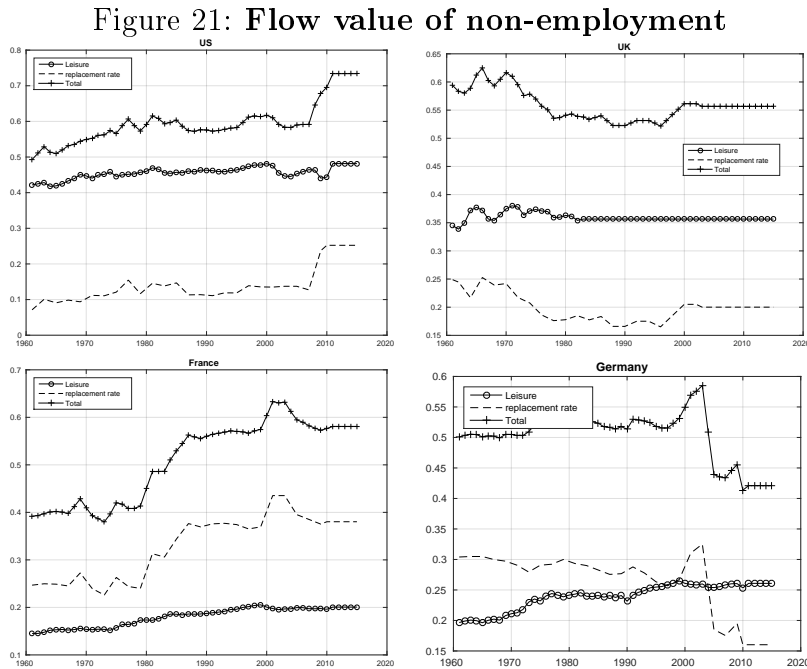 Figure 21: Flow value of non-employment
US
0.8
0.7
0.6
0.5
0.4
0.3
0.2
0.1
0
1960 1970 1980 1990 2000 2010 2020
Leisure
replacement rate
Total
UK
0.65
0.6
0.55
0.5
0.45
0.4
0.35
0.3
0.25
0.2
0.15
1960 1970 1980 1990 2000 2010 2020
Leisure
replacement rate
Total
France
0.7
0.6
0.5
0.4
0.3
0.2
0.1
1960 1970 1980 1990 2000 2010 2020
Leisure
replacement rate
Total
Germany
0.6
0.55
0.5
0.45
0.4
0.35
0.3
0.25
0.2
0.15
1960 1970 1980 1990 2000 2010 2020
Leisure
replacement rate
Total